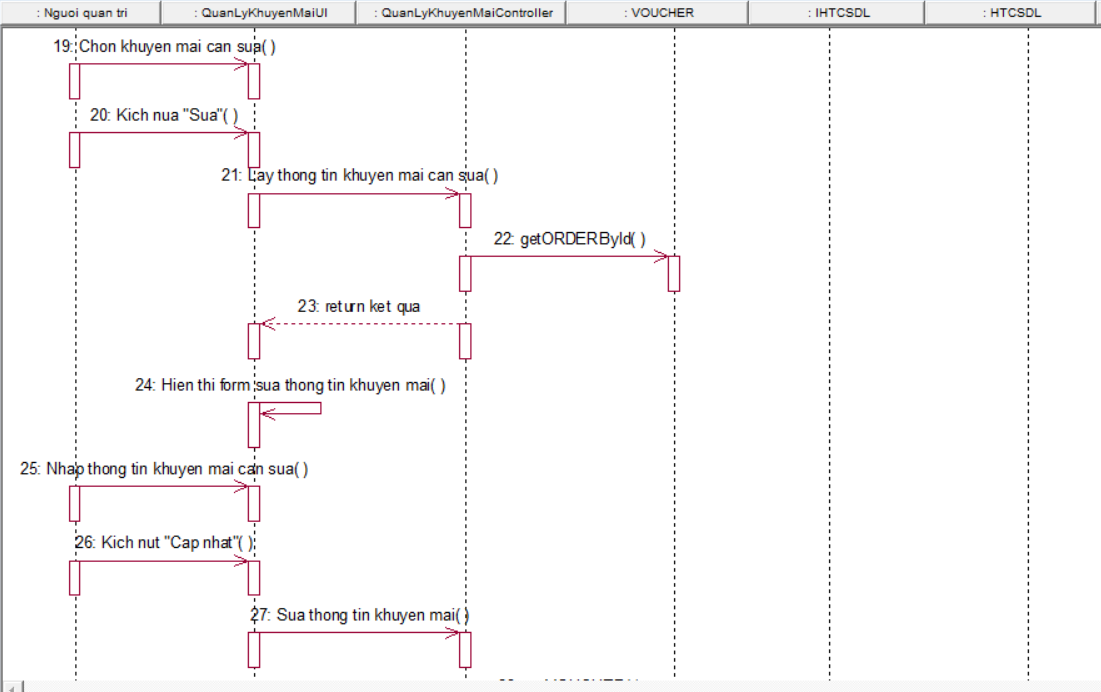 : Nguoi quan tri
: QuanLyKhuyenMaiUI
: QuanLyKhuyenMaiController
: VOUCHER
: IHTCSDL
: HTCSDL
19: Chon khuyen mai can sua( )
20: Kich nua "Sua"( )
21: Lay thong tin khuyen mai can sua( )
22: getORDERById( )
23: return ket qua
24: Hien thi form sua thong tin khuyen mai( )
25: Nhap thong tin khuyen mai can sua( )
26: Kich nut "Cap nhat"( )
27: Sua thong tin khuyen mai( )